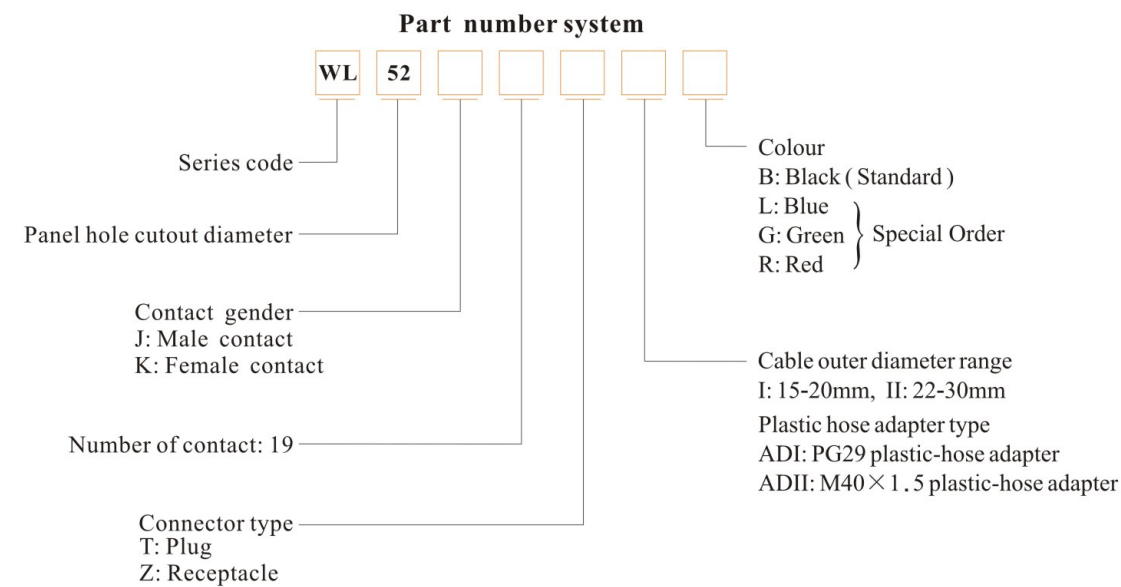 Part number system
WL 52
Series code
Panel hole cutout diameter
Contact gender
J: Male contact
K: Female contact
Number of contact: 19
Connector type
T: Plug
Z: Receptacle
Colour
B: Black ( Standard )
L: Blue
G: Green
R: Red
Special Order
Cable outer diameter range
I: 15-20mm, II: 22-30mm
Plastic hose adapter type
ADI: PG29 plastic-hose adapter
ADII: M40×1.5 plastic-hose adapter